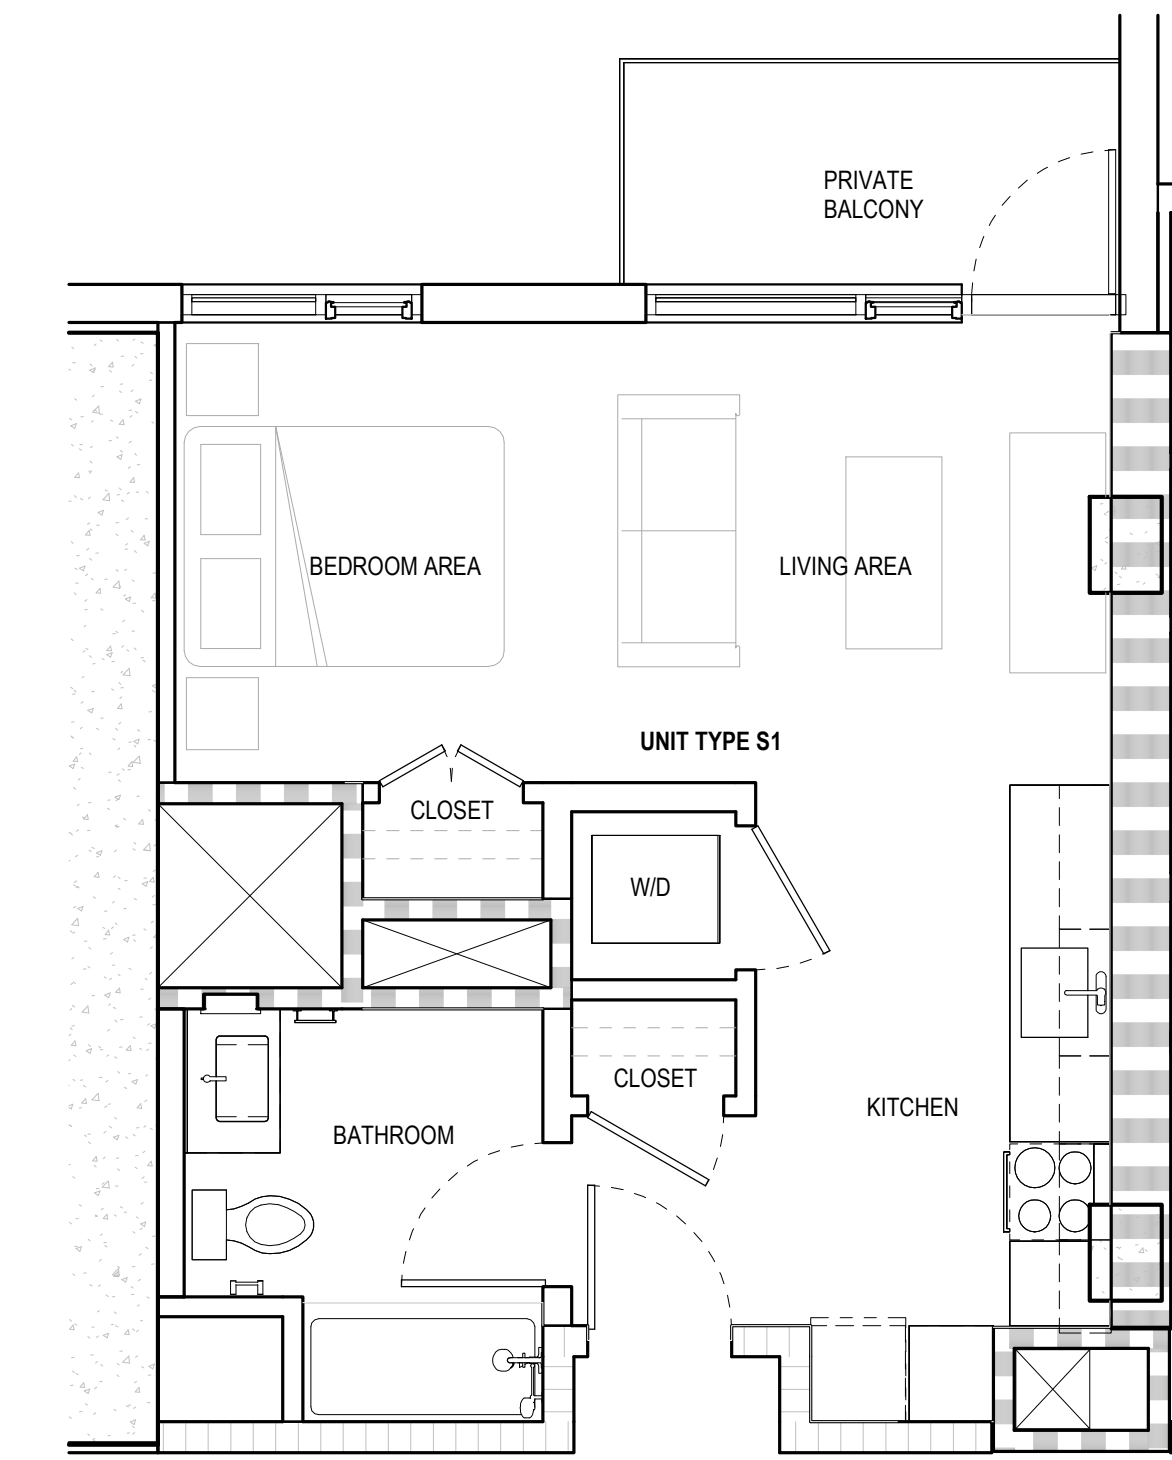 PRIVATE
BALCONY
BEDROOM AREA
LIVING AREA
UNIT TYPE S1
CLOSET
W/D
CLOSET
KITCHEN
BATHROOM